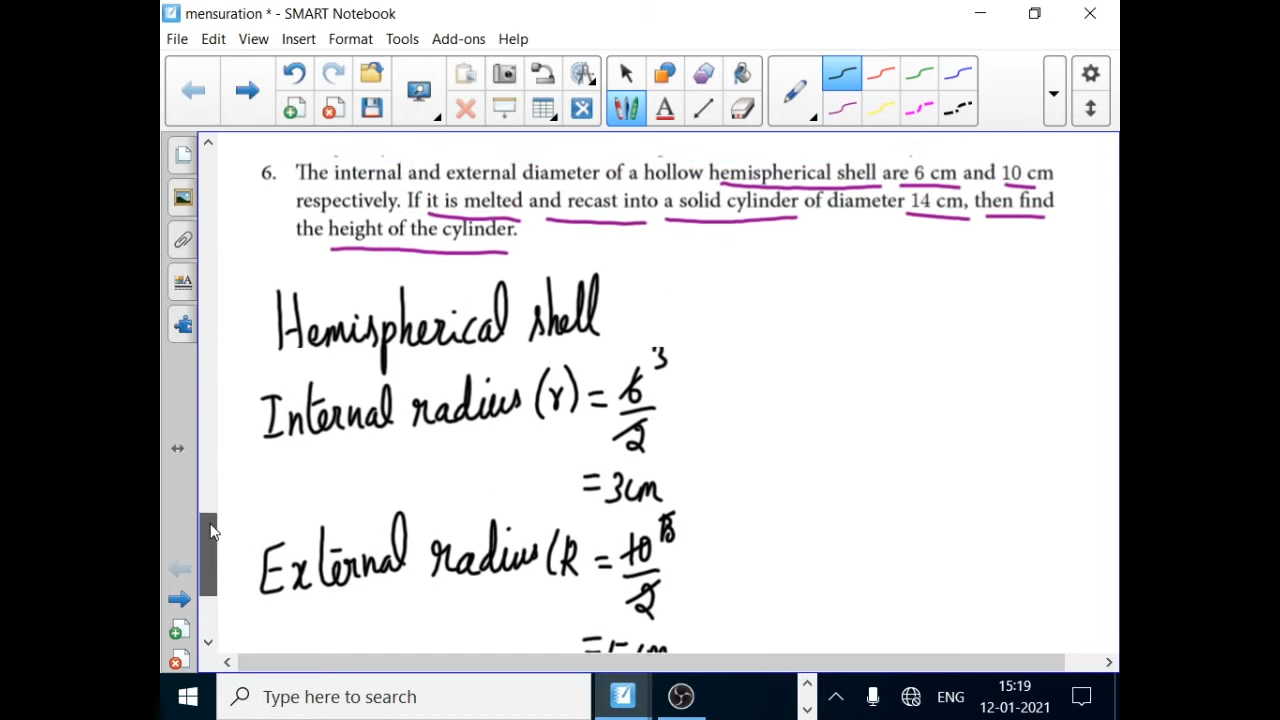 mensuration * - SMART Notebook
File Edit View Insert Format Tools Add-ons Help
6. The internal and external diameter of a hollow hemispherical shell are 6 cm and 10 cm
respectively. If it is melted and recast into a solid cylinder of diameter 14 cm, then find
the height of the cylinder.
Hemispherical shell
3
Internal radius (r) = 6
2
= 3cm
External radius (R = 10
2
Type here to search
ENG
15:19
12-01-2021